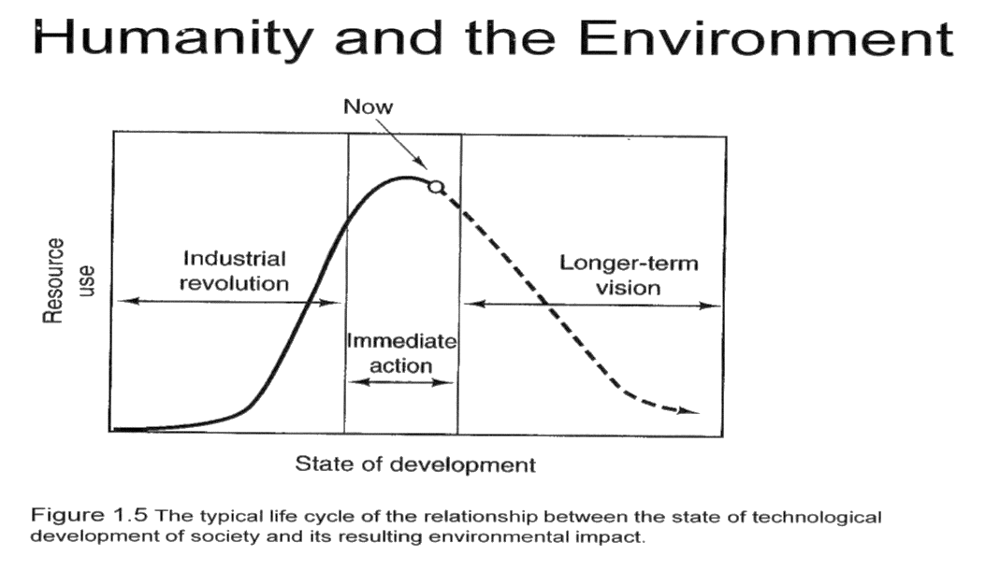 Humanity and the Environment
Now
Resource
use
Industrial
revolution
Immediate
action
Longer-term
vision
State of development
Figure 1.5 The typical life cycle of the relationship between the state of technological
development of society and its resulting environmental impact.